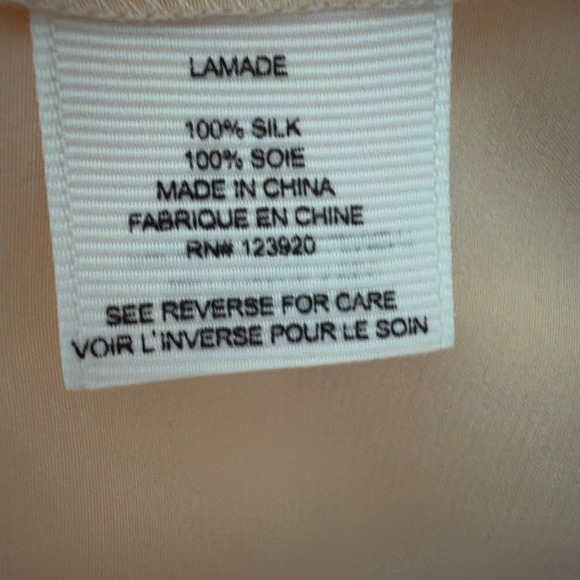 LAMADE
100% SILK
100% SOIE
MADE IN CHINA
FABRIQUE EN CHINE
RN# 123920
SEE REVERSE FOR CARE
VOIR L'INVERSE POUR LE SOIN